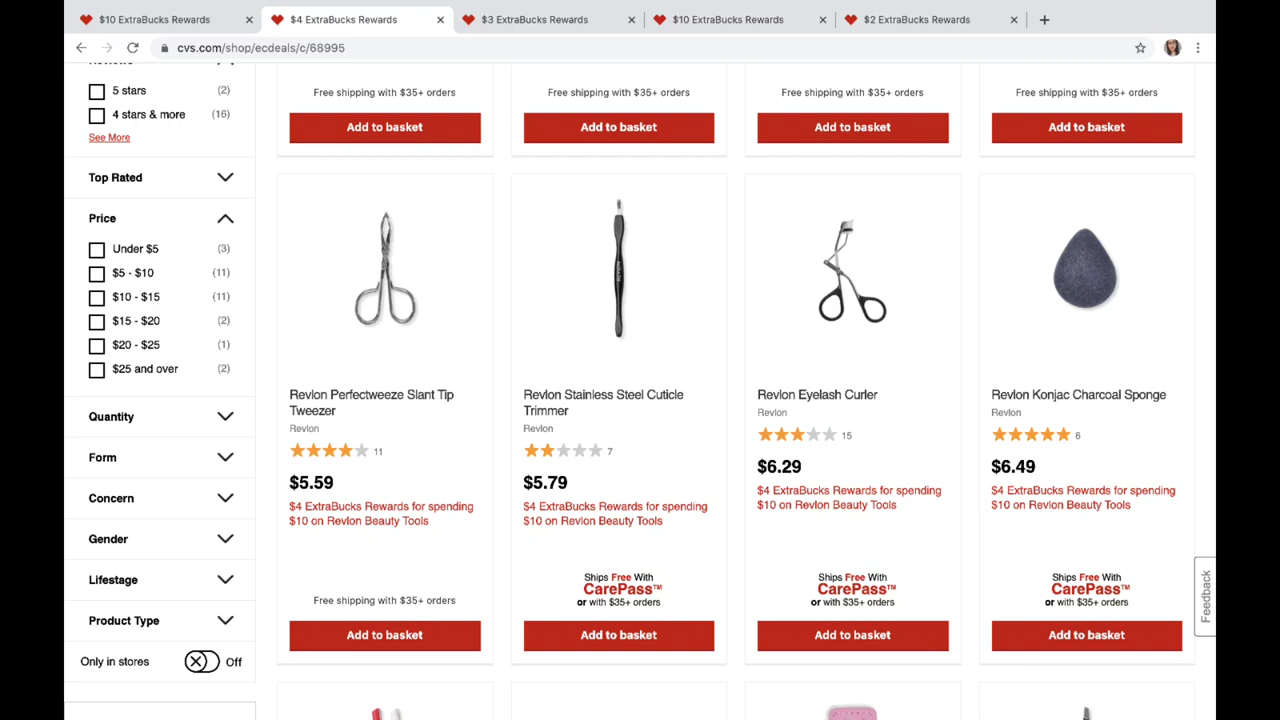 $10 ExtraBucks Rewards
$4 ExtraBucks Rewards
$3 ExtraBucks Rewards
$10 ExtraBucks Rewards
$2 ExtraBucks Rewards
cvs.com/shop/ecdeals/c/68995
5 stars (2)
4 stars & more (16)
See More
Top Rated
Price
Under $5 (3)
$5 - $10 (11)
$10 - $15 (11)
$15 - $20 (2)
$20 - $25 (1)
$25 and over (2)
Quantity
Form
Concern
Gender
Lifestage
Product Type
Only in stores Off
Free shipping with $35+ orders
Add to basket
Free shipping with $35+ orders
Add to basket
Free shipping with $35+ orders
Add to basket
Free shipping with $35+ orders
Add to basket
Revlon Perfectweeze Slant Tip
Tweezer
Revlon
11
$5.59
$4 ExtraBucks Rewards for spending
$10 on Revlon Beauty Tools
Free shipping with $35+ orders
Add to basket
Revlon Stainless Steel Cuticle
Trimmer
Revlon
7
$5.79
$4 ExtraBucks Rewards for spending
$10 on Revlon Beauty Tools
Ships Free With
CarePass™
or with $35+ orders
Add to basket
Revlon Eyelash Curler
Revlon
15
$6.29
$4 ExtraBucks Rewards for spending
$10 on Revlon Beauty Tools
Ships Free With
CarePass™
or with $35+ orders
Add to basket
Revlon Konjac Charcoal Sponge
Revlon
6
$6.49
$4 ExtraBucks Rewards for spending
$10 on Revlon Beauty Tools
Ships Free With
CarePass™
or with $35+ orders
Add to basket
Feedback